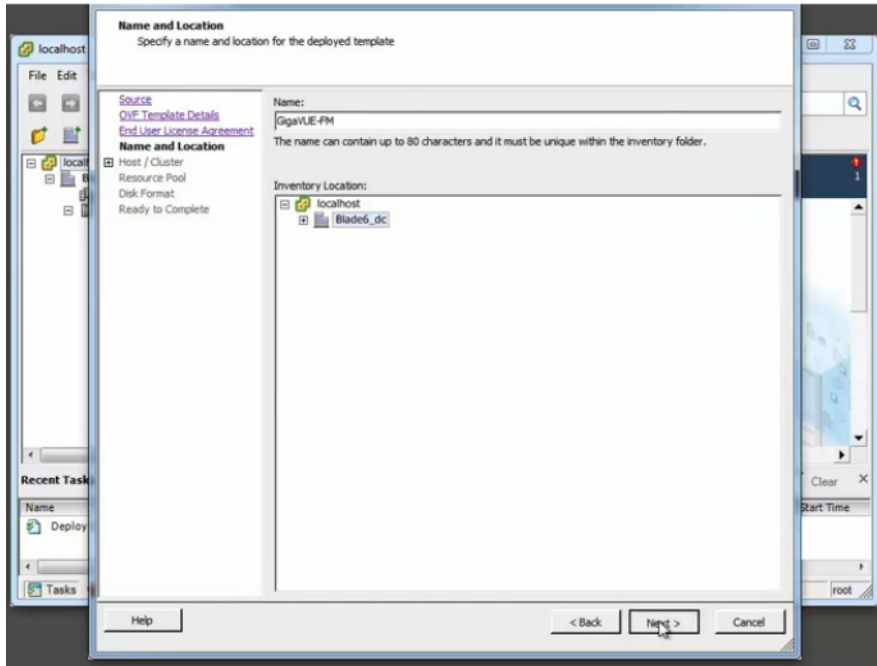 Name and Location
Specify a name and location for the deployed template
localhost
File Edit
Source
OVF Template Details
End User License Agreement
Name and Location
Host / Cluster
Resource Pool
Disk Format
Ready to Complete
Name:
GigaVUE-FM
The name can contain up to 80 characters and it must be unique within the inventory folder.
Inventory Location:
localhost
Blade6_dc
1
Recent Task
Clear
Name
Start Time
Deploy
Tasks
root
Help
< Back
Next >
Cancel